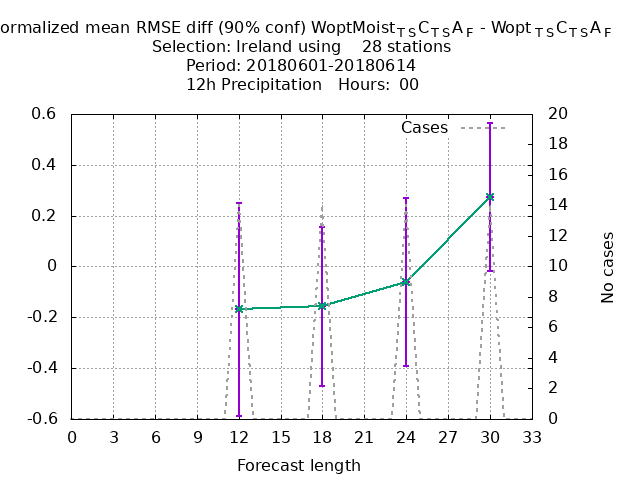 ormalized mean RMSE diff (90% conf) WoptMoistTSCTSAF - WoptTSCTSAF
Selection: Ireland using 28 stations
Period: 20180601-20180614
12h Precipitation Hours: 00
Cases
0.6
0.4
0.2
0
-0.2
-0.4
-0.6
20
18
16
14
12
10
8
6
4
2
0
No cases
0 3 6 9 12 15 18 21 24 27 30 33
Forecast length